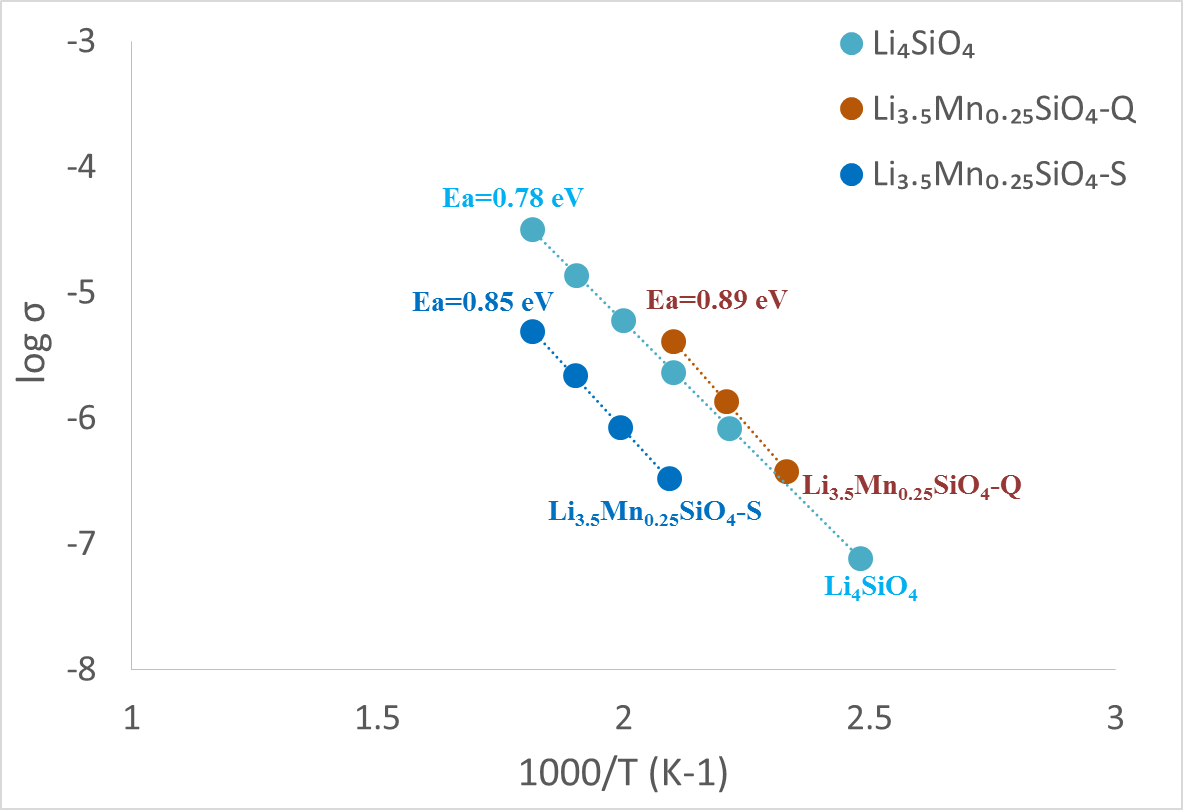 -3
-4
-5
-6
-7
-8
log σ
1
1.5
2
2.5
3
1000/T (K-1)
Li₄SiO₄
Li₃.₅Mn₀.₂₅SiO₄-Q
Li₃.₅Mn₀.₂₅SiO₄-S
Ea=0.78 eV
Ea=0.85 eV
Ea=0.89 eV
Li₃.₅Mn₀.₂₅SiO₄-Q
Li₃.₅Mn₀.₂₅SiO₄-S
Li₄SiO₄